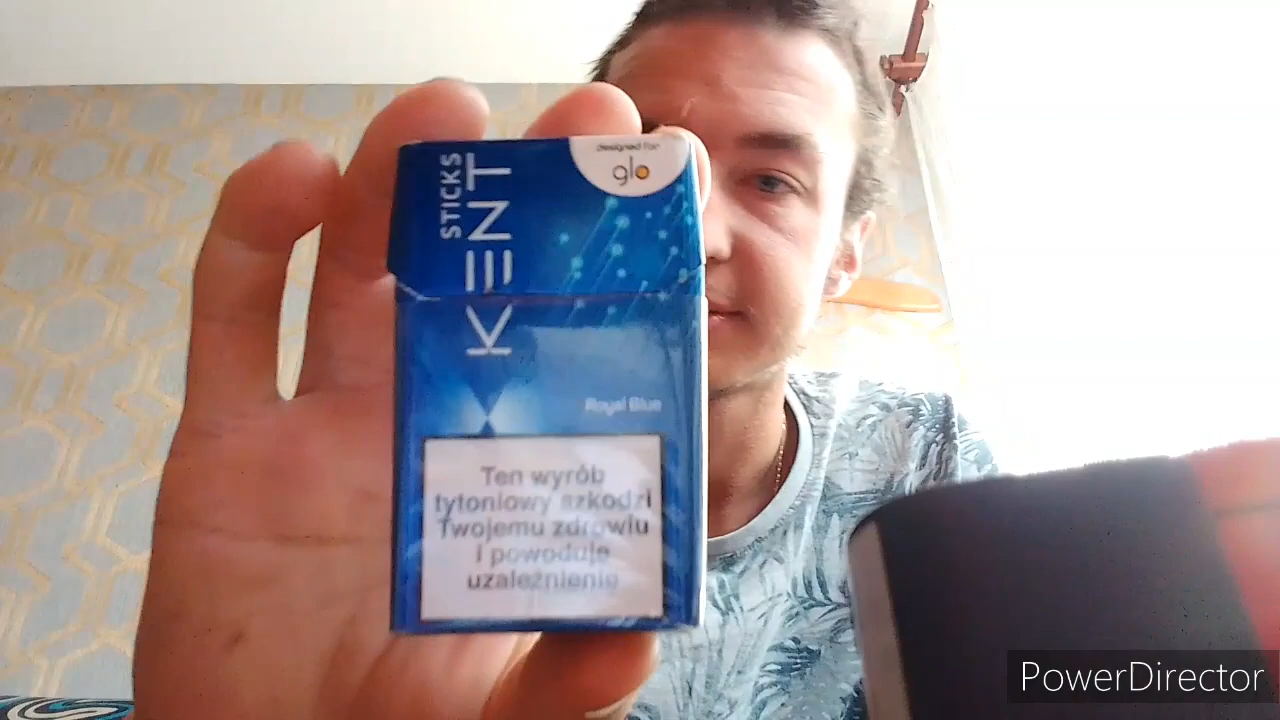 designed for
glo
KENT
STICKS
Royal Blue
Ten wyrób
tytoniowy szkodzi
Twojemu zdrowiu
i powoduje
uzależnienie
PowerDirector